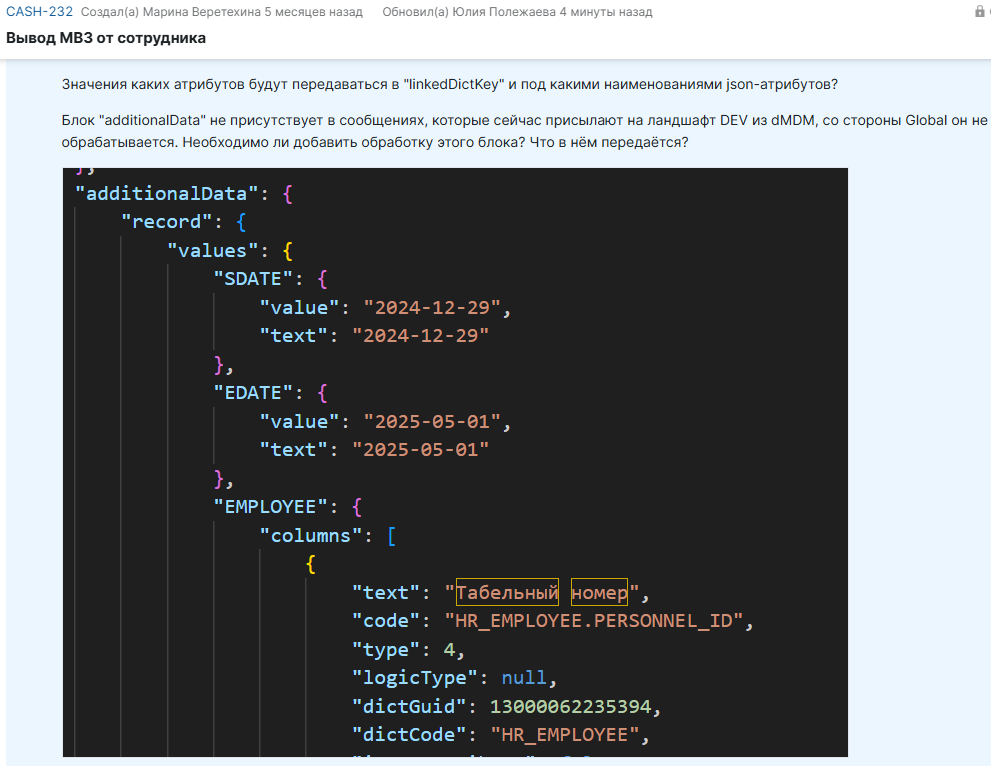 CASH-232 Создал(а) Марина Веретехина 5 месяцев назад Обновил(а) Юлия Полежаева 4 минуты назад
Вывод МВЗ от сотрудника
Значения каких атрибутов будут передаваться в "linkedDictKey" и под какими наименованиями json-атрибутов?
Блок "additionalData" не присутствует в сообщениях, которые сейчас присылают на ландшафт DEV из dMDM, со стороны Global он не
обрабатывается. Необходимо ли добавить обработку этого блока? Что в нём передаётся?
},
"additionalData": {
"record": {
"values": {
"SDATE": {
"value": "2024-12-29",
"text": "2024-12-29"
},
"EDATE": {
"value": "2025-05-01",
"text": "2025-05-01"
},
"EMPLOYEE": {
"columns": [
{
"text": "Табельный номер",
"code": "HR_EMPLOYEE.PERSONNEL_ID",
"type": 4,
"logicType": null,
"dictGuid": 13000062235394,
"dictCode": "HR_EMPLOYEE",